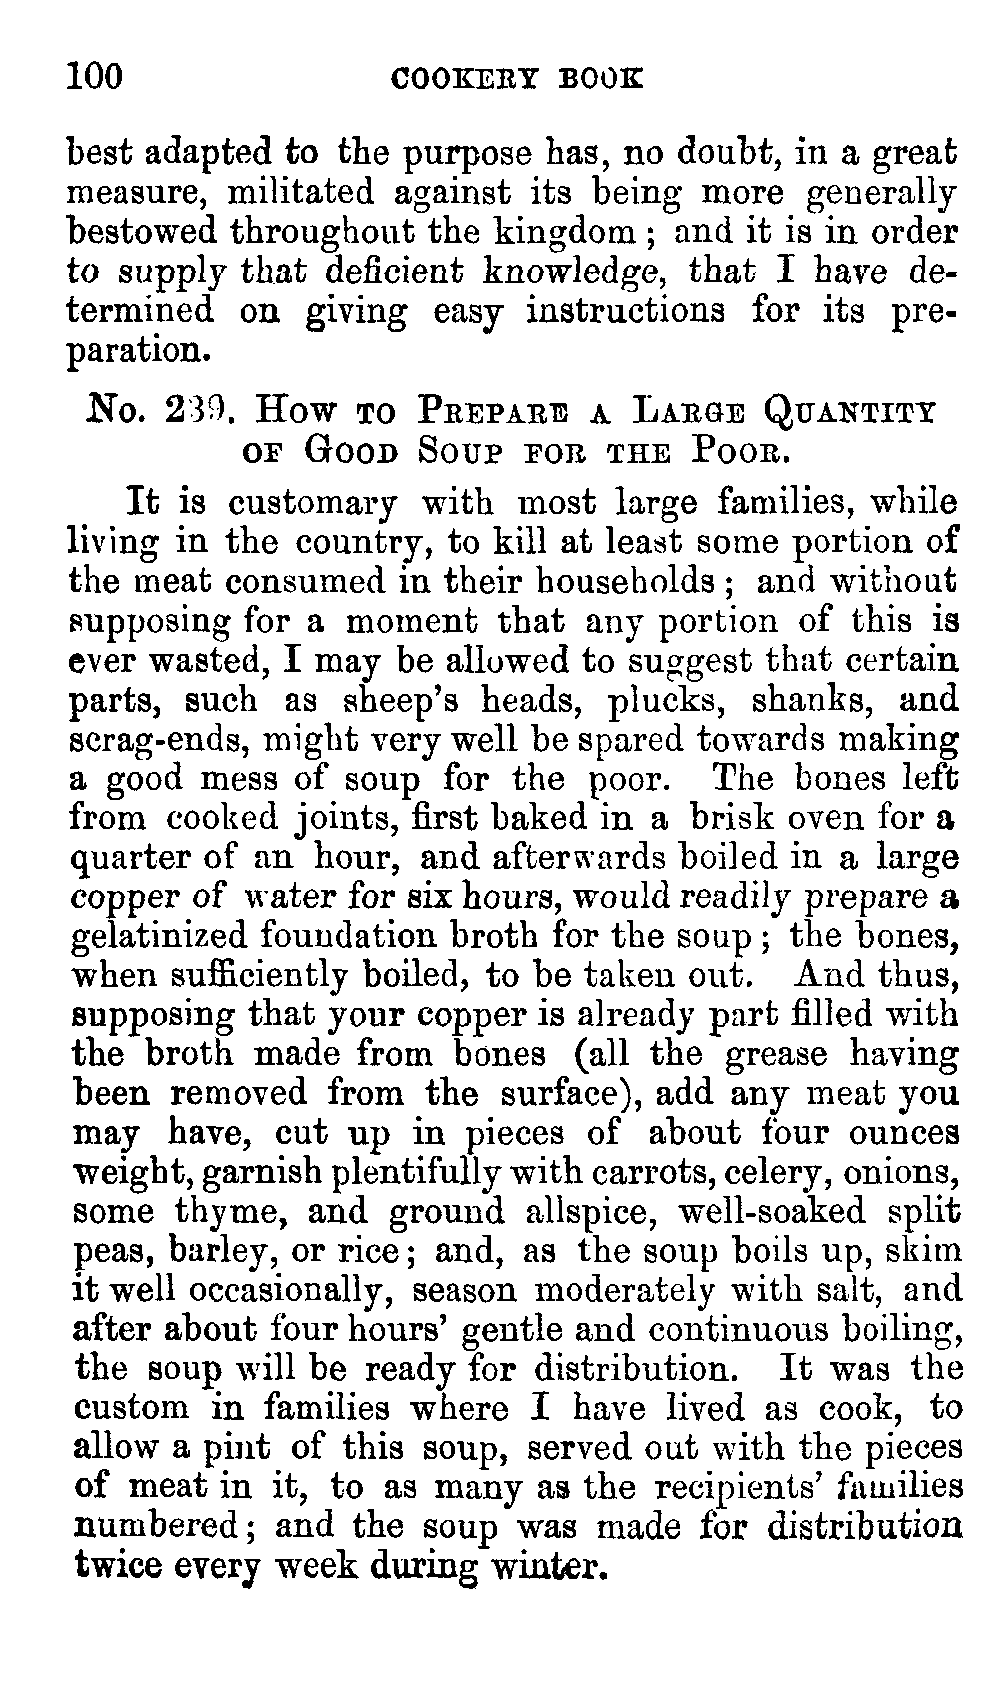 100 COOKERY BOOK
best adapted to the purpose has, no doubt, in a great
measure, militated against its being more generally
bestowed throughout the kingdom ; and it is in order
to supply that deficient knowledge, that I have de-
termined on giving easy instructions for its pre-
paration.
No. 239. How to Prepare a Large Quantity
of Good Soup for the Poor.
It is customary with most large families, while
living in the country, to kill at least some portion of
the meat consumed in their households ; and without
supposing for a moment that any portion of this is
ever wasted, I may be allowed to suggest that certain
parts, such as sheep's heads, plucks, shanks, and
scrag-ends, might very well be spared towards making
a good mess of soup for the poor. The bones left
from cooked joints, first baked in a brisk oven for a
quarter of an hour, and afterwards boiled in a large
copper of water for six hours, would readily prepare a
gelatinized foundation broth for the soup ; the bones,
when sufficiently boiled, to be taken out. And thus,
supposing that your copper is already part filled with
the broth made from bones (all the grease having
been removed from the surface), add any meat you
may have, cut up in pieces of about four ounces
weight, garnish plentifully with carrots, celery, onions,
some thyme, and ground allspice, well-soaked split
peas, barley, or rice ; and, as the soup boils up, skim
it well occasionally, season moderately with salt, and
after about four hours' gentle and continuous boiling,
the soup will be ready for distribution. It was the
custom in families where I have lived as cook, to
allow a pint of this soup, served out with the pieces
of meat in it, to as many as the recipients' families
numbered ; and the soup was made for distribution
twice every week during winter.